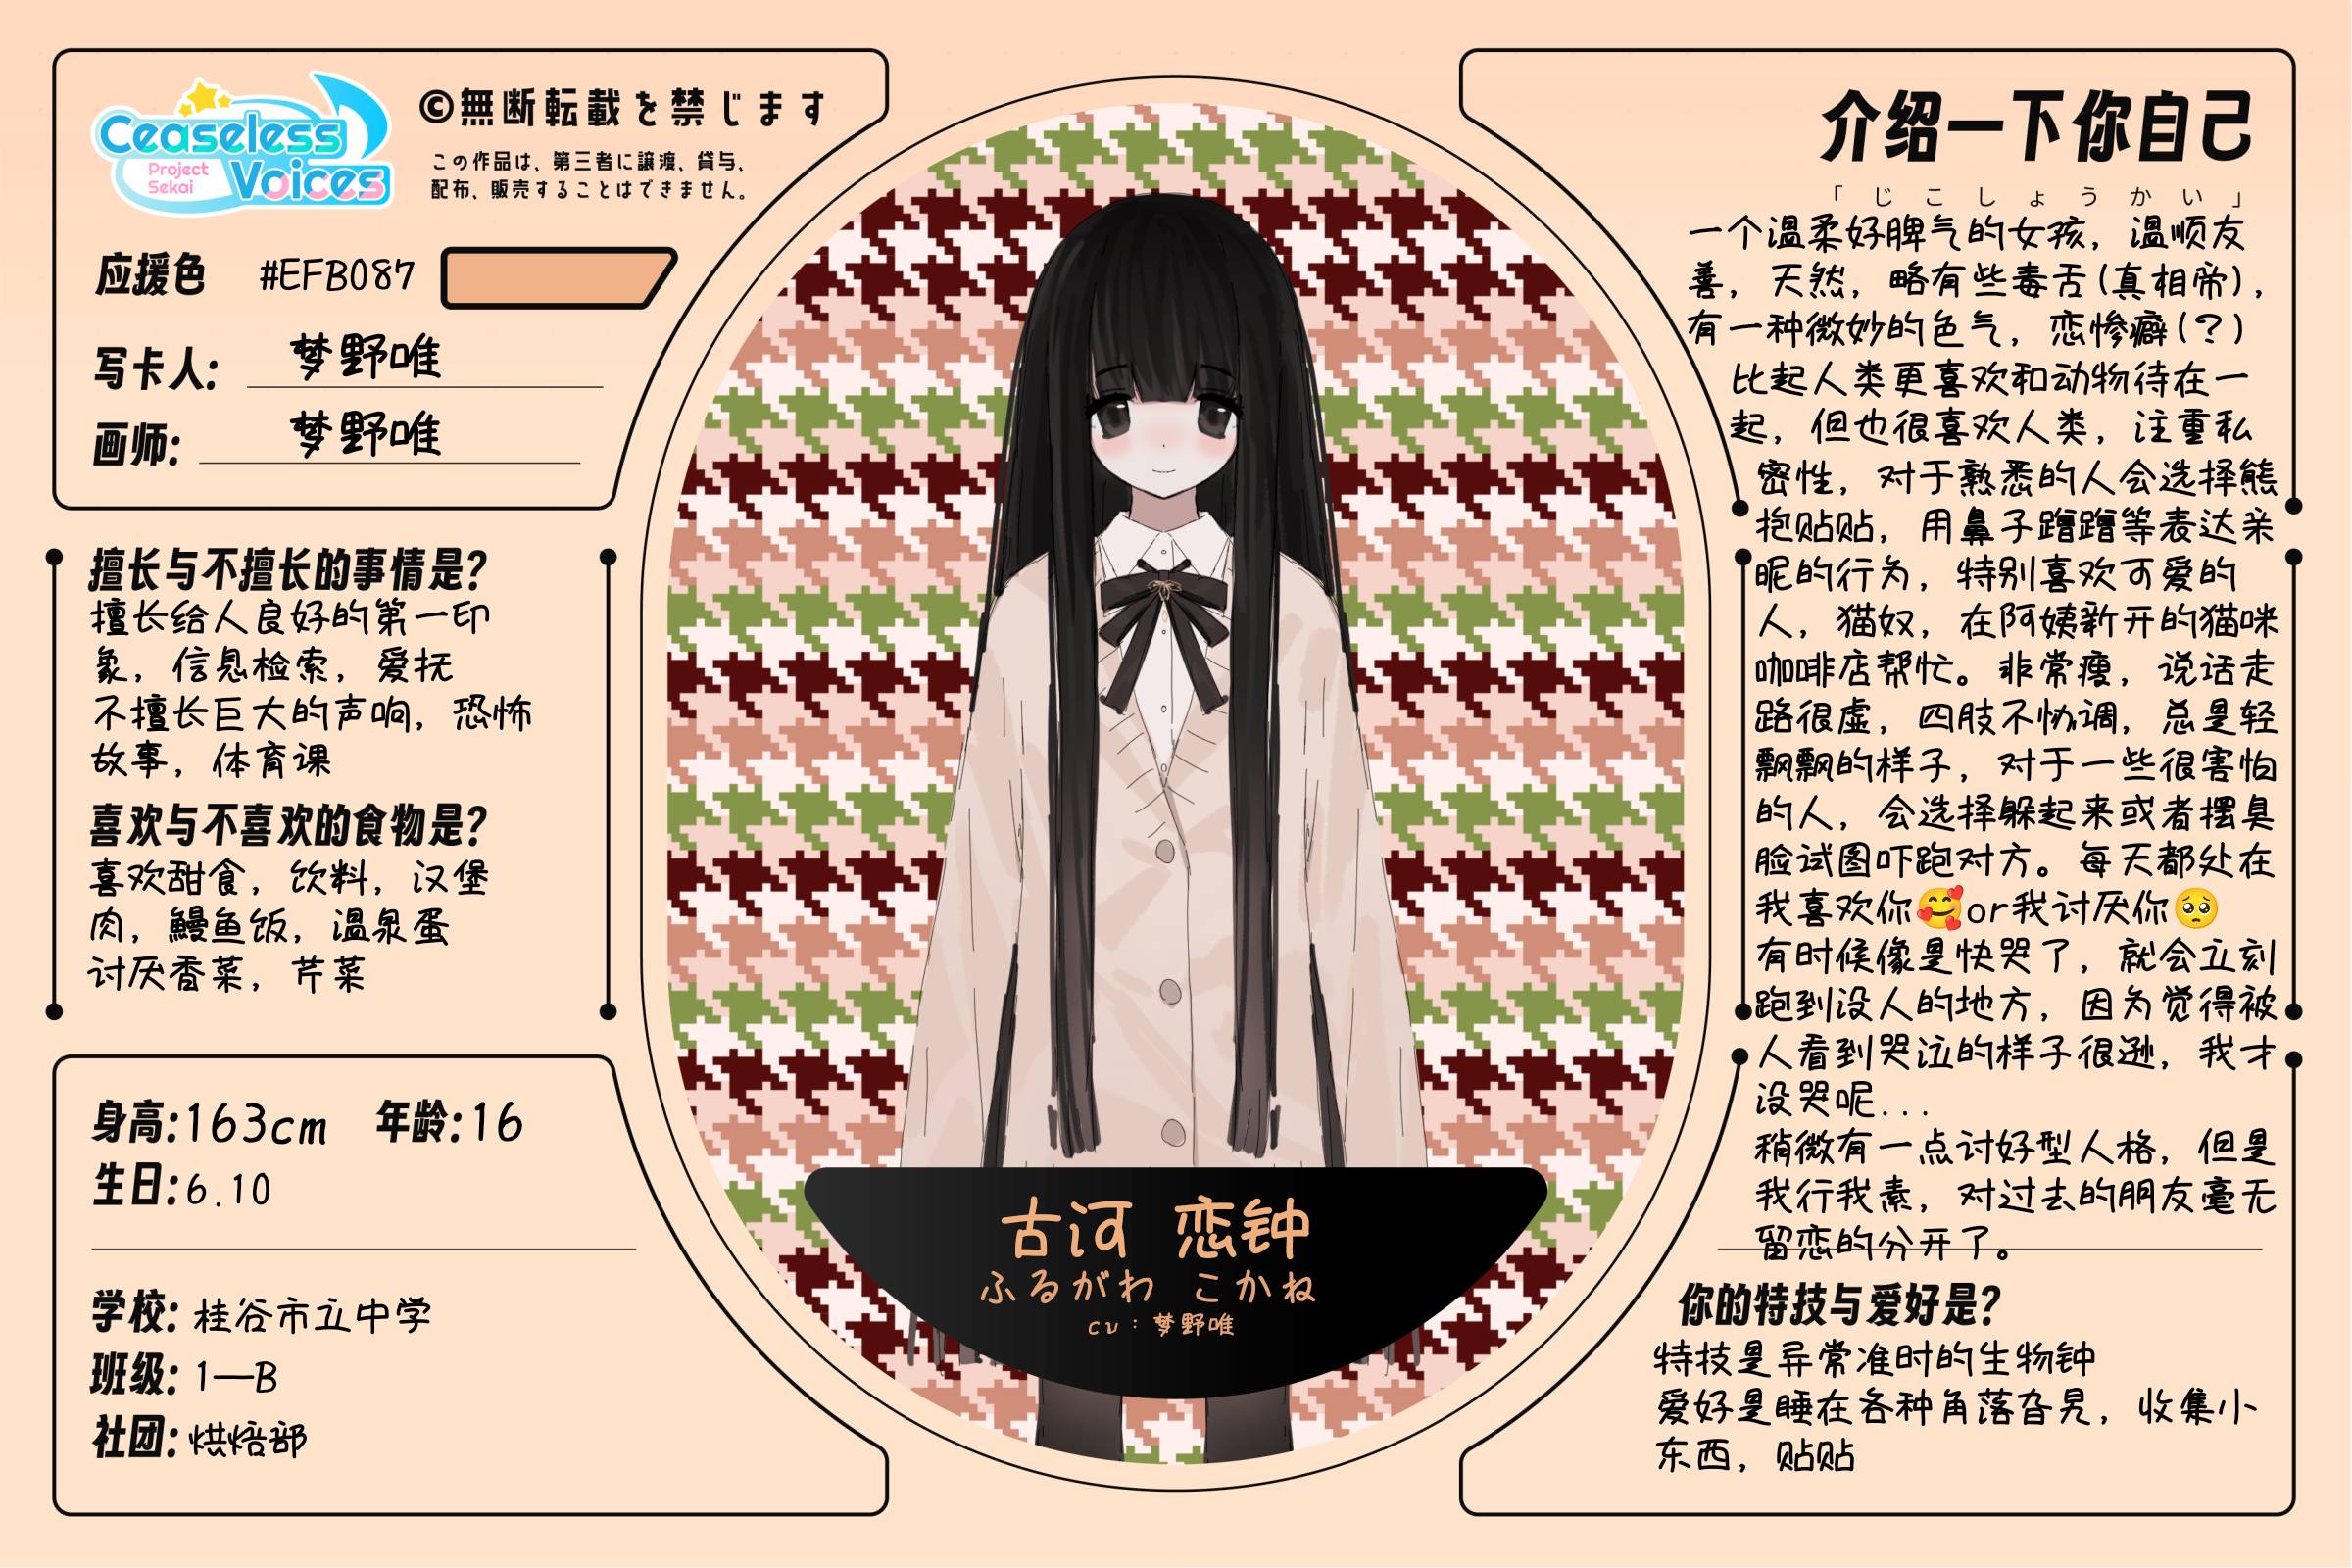 Ceaseless
Voices
Project
Sekai
©無断転載を禁じます
この作品は、第三者に譲渡、貸与、
配布、販売することはできません。
应援色 #EFB087
写卡人: 梦野唯
画师: 梦野唯
擅长与不擅长的事情是?
擅长给人良好的第一印
象，信息检索，爱抚
不擅长巨大的声响，恐怖
故事，体育课
喜欢与不喜欢的食物是?
喜欢甜食，饮料，汉堡
肉，鳗鱼饭，温泉蛋
讨厌香菜，芹菜
身高:163cm 年龄:16
生日:6.10
学校: 桂谷市立中学
班级: 1—B
社团: 烘焙部
古河 恋钟
ふるがわ こかね
cv：梦野唯
介绍一下你自己
「じこしょうかい」
一个温柔好脾气的女孩，温顺友
善，天然，略有些毒舌(真相帝)，
有一种微妙的色气，恋惨癖(?)
比起人类更喜欢和动物待在一
起，但也很喜欢人类，注重私
密性，对于熟悉的人会选择熊
抱贴贴，用鼻子蹭蹭等表达亲
昵的行为，特别喜欢可爱的
人，猫奴，在阿姨新开的猫咪
咖啡店帮忙。非常瘦，说话走
路很虚，四肢不协调，总是轻
飘飘的样子，对于一些很害怕
的人，会选择躲起来或者摆臭
脸试图吓跑对方。每天都处在
我喜欢你🥰or我讨厌你🥺
有时候像是快哭了，就会立刻
跑到没人的地方，因为觉得被
人看到哭泣的样子很逊，我才
没哭呢...
稍微有一点讨好型人格，但是
我行我素，对过去的朋友毫无
留恋的分开了。
你的特技与爱好是?
特技是异常准时的生物钟
爱好是睡在各种角落旮旯，收集小
东西，贴贴